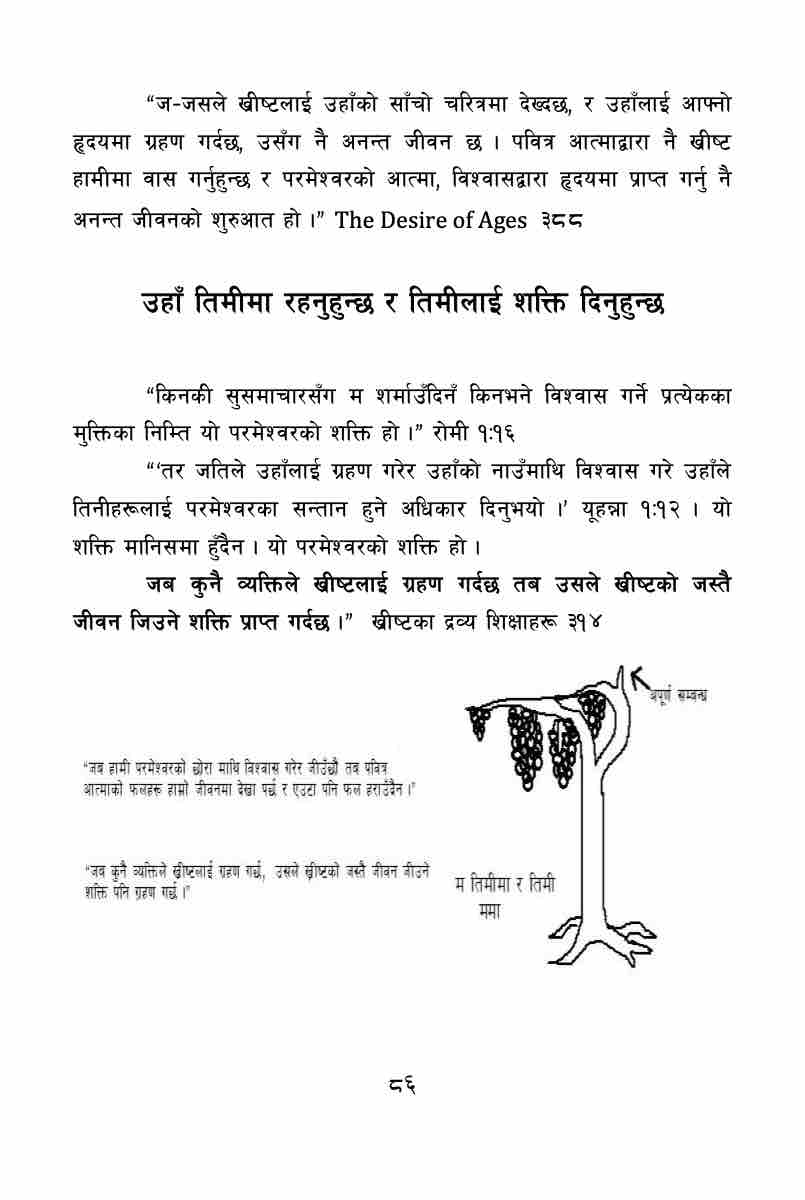 “ज-जसले ख्रीष्टलाई उहाँको साँचो चरित्रमा देख्दछ, र उहाँलाई आफ्नो
हृदयमा ग्रहण गर्दछ, उसँग नै अनन्त जीवन छ । पवित्र आत्माद्वारा नै ख्रीष्ट
हामीमा वास गर्नुहुन्छ र परमेश्वरको आत्मा, विश्वासद्वारा हृदयमा प्राप्त गर्नु नै
अनन्त जीवनको शुरुआत हो ।” The Desire of Ages ३८८
उहाँ तिमीमा रहनुहुन्छ र तिमीलाई शक्ति दिनुहुन्छ
“किनकी सुसमाचारसँग म शर्माउँदिनँ किनभने विश्वास गर्ने प्रत्येकका
मुक्तिका निम्ति यो परमेश्वरको शक्ति हो ।” रोमी १:१६
“‘तर जतिले उहाँलाई ग्रहण गरेर उहाँको नाउँमाथि विश्वास गरे उहाँले
तिनीहरूलाई परमेश्वरका सन्तान हुने अधिकार दिनुभयो ।’ यूहन्ना १:१२ । यो
शक्ति मानिसमा हुँदैन । यो परमेश्वरको शक्ति हो ।
जब कुनै व्यक्तिले ख्रीष्टलाई ग्रहण गर्दछ तब उसले ख्रीष्टको जस्तै
जीवन जिउने शक्ति प्राप्त गर्दछ ।” ख्रीष्टका द्रव्य शिक्षाहरू ३१४
अपूर्ण सम्बन्ध
“जब हामी परमेश्वरको छोरा माथि विश्वास गरेर जीउँछौ तब पवित्र
आत्माको फलहरू हाम्रो जीवनमा देखा पर्छ र एउटा पनि फल हराउँदैन ।”
“जब कुनै व्यक्तिले ख्रीष्टलाई ग्रहण गर्छ, उसले ख्रीष्टको जस्तै जीवन जीउने
शक्ति पनि ग्रहण गर्छ ।”
म तिमीमा र तिमी
ममा
८६